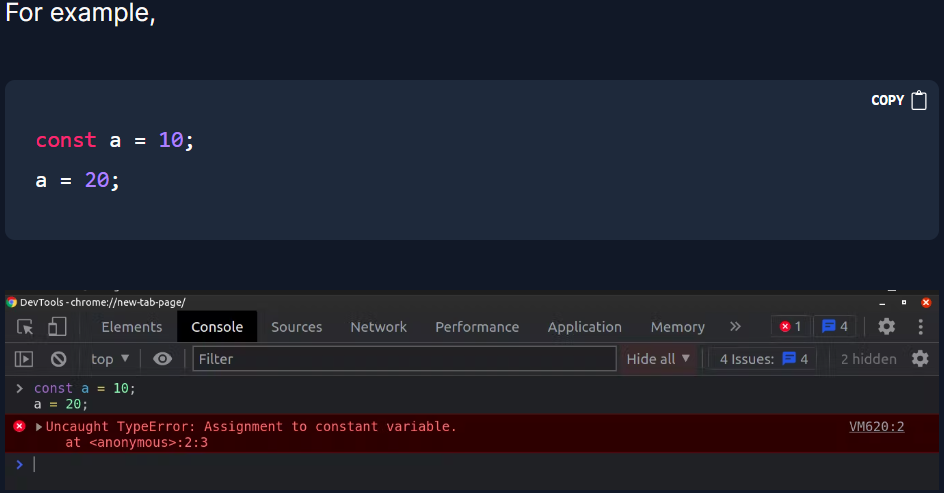 For example,
COPY
const a = 10;
a = 20;
DevTools - chrome://new-tab-page/
Elements Console Sources Network Performance Application Memory » 1 4
top ▼ Filter Hide all ▼ 4 Issues: 4 2 hidden
> const a = 10;
a = 20;
▶Uncaught TypeError: Assignment to constant variable. VM620:2
at <anonymous>:2:3
>